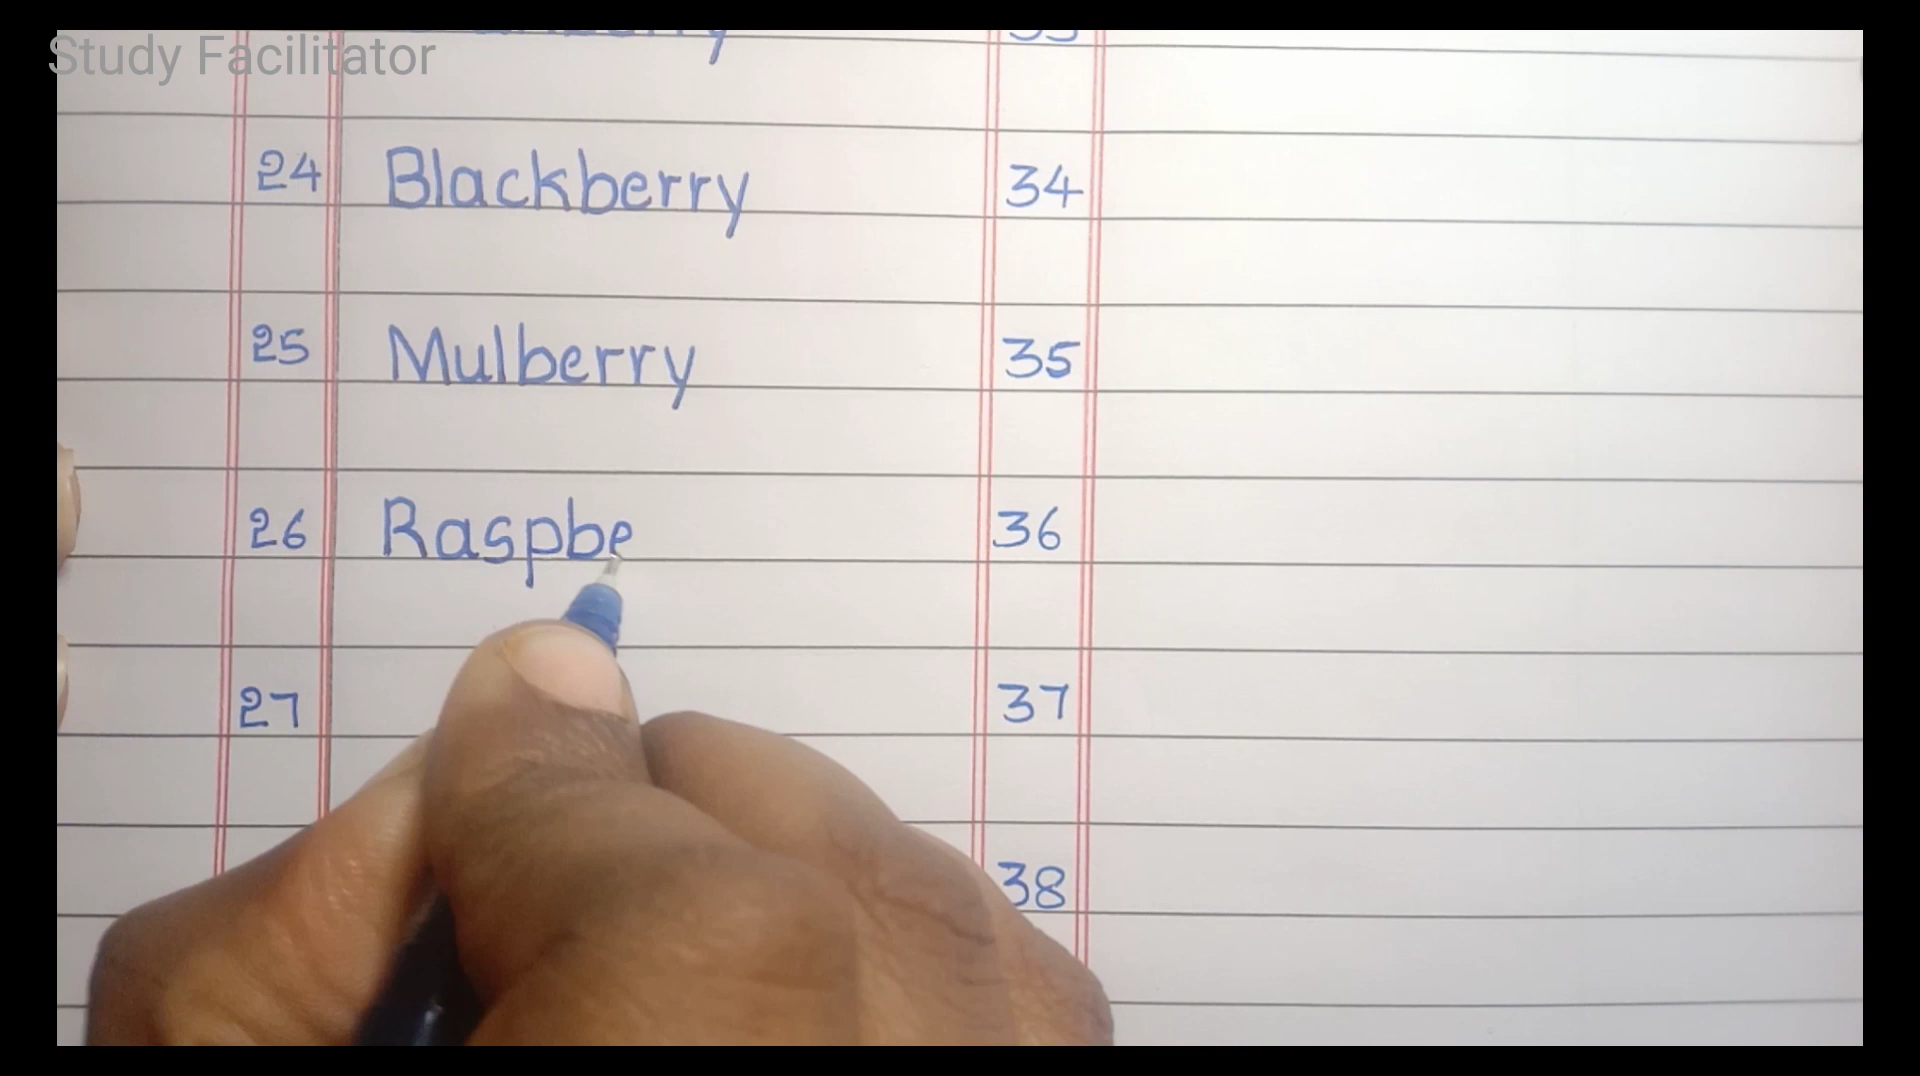 Study Facilitator
24 Blackberry 34
25 Mulberry 35
26 Raspbe 36
27 37
38